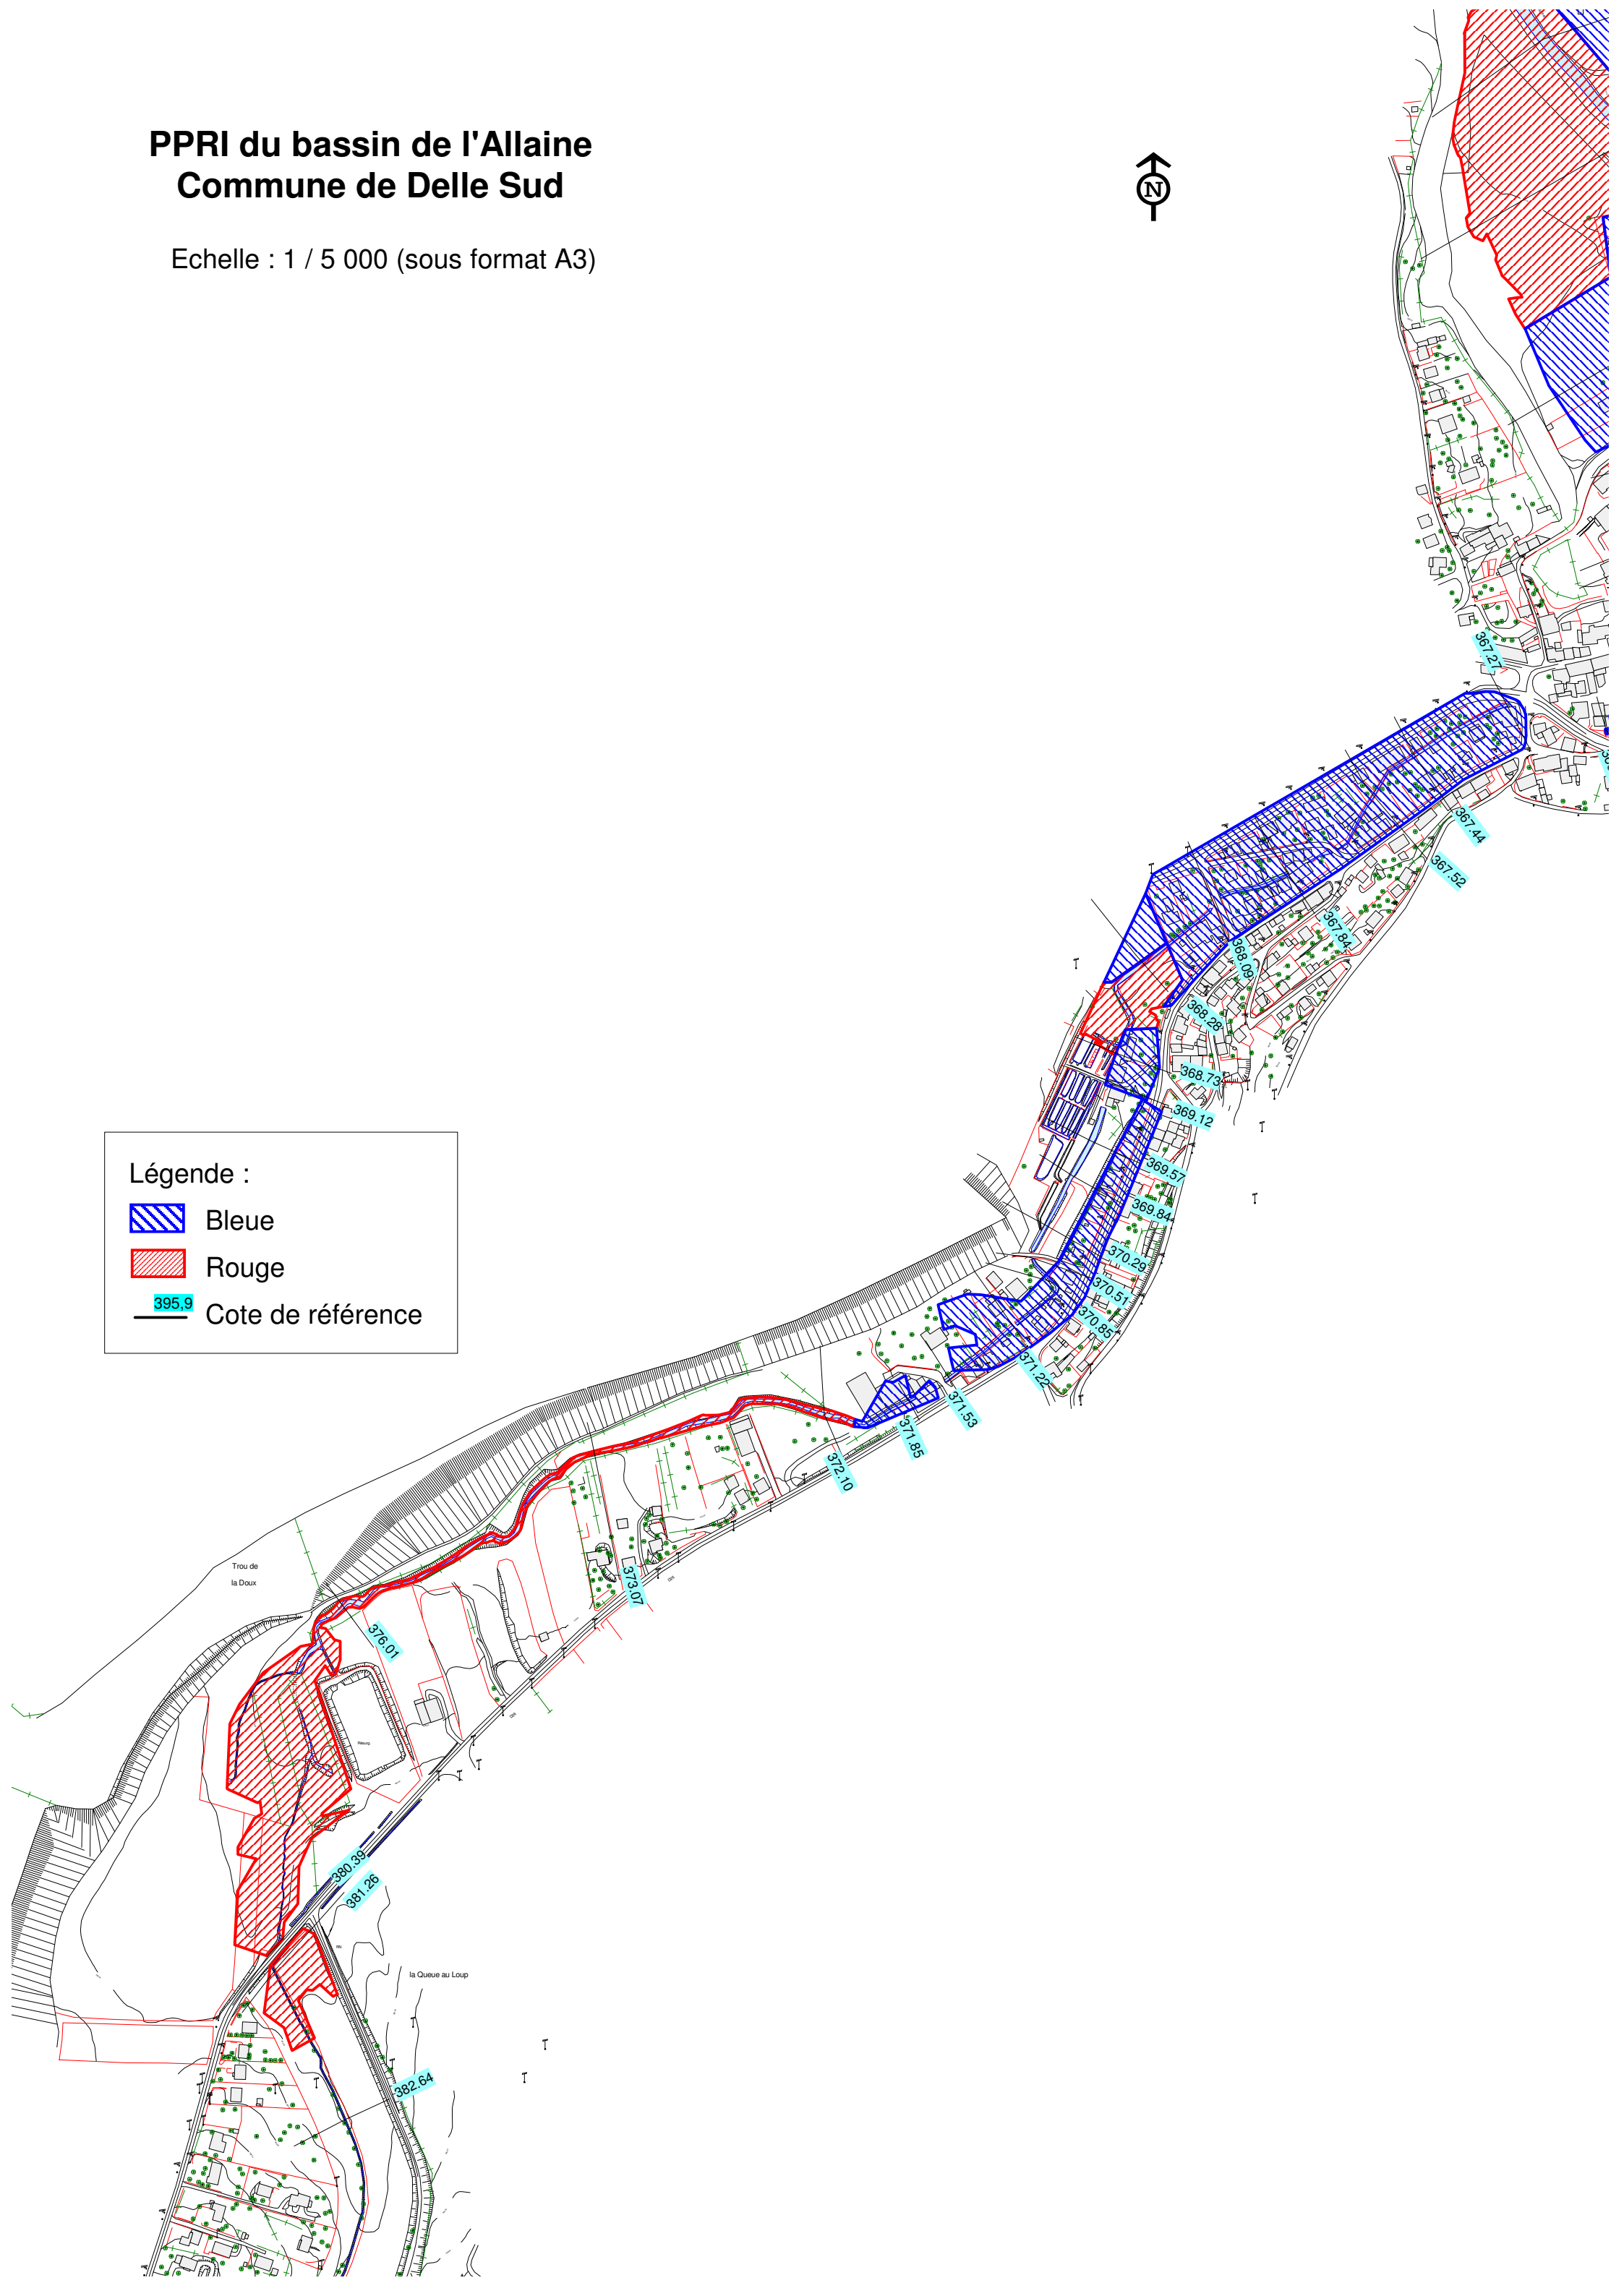 PPRI du bassin de l'Allaine
Commune de Delle Sud
Echelle : 1 / 5 000 (sous format A3)
N
367.27
367.44
367.52
367.84
368.09
368.28
368.73
369.12
369.57
369.84
370.29
370.51
370.85
371.22
371.53
371.85
372.10
373.07
376.01
380.39
381.26
382.64
Légende :
Bleue
Rouge
395,9 Cote de référence
Trou de
la Doux
la Queue au Loup